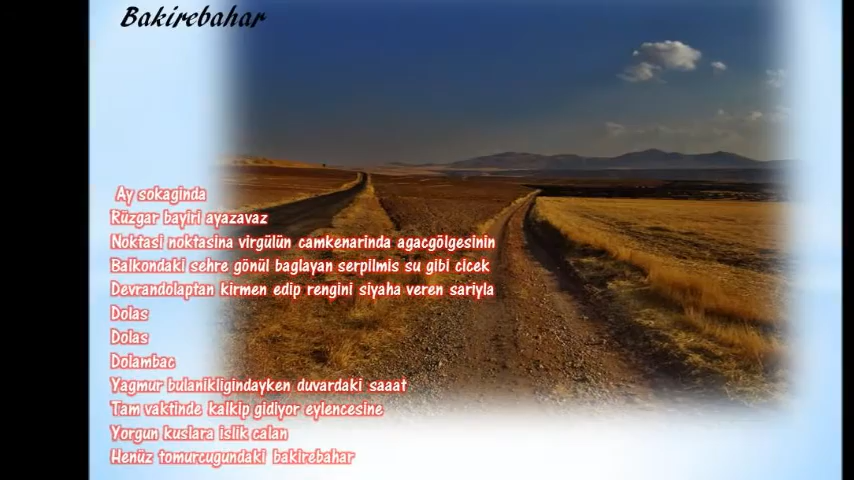 Bakirebahar
Ay sokaginda
Rüzgar bayiri ayazavaz
Noktasi noktasina virgülün camkenarinda agacgölgesinin
Balkondaki sehre gönül baglayan serpilmis su gibi cicek
Devrandolaptan kirmen edip rengini siyaha veren sariyla
Dolas
Dolas
Dolambac
Yagmur bulanikligindayken duvardaki saaat
Tam vaktinde kalkip gidiyor eylencesine
Yorgun kuslara islik calan
Henüz tomurcugundaki bakirebahar